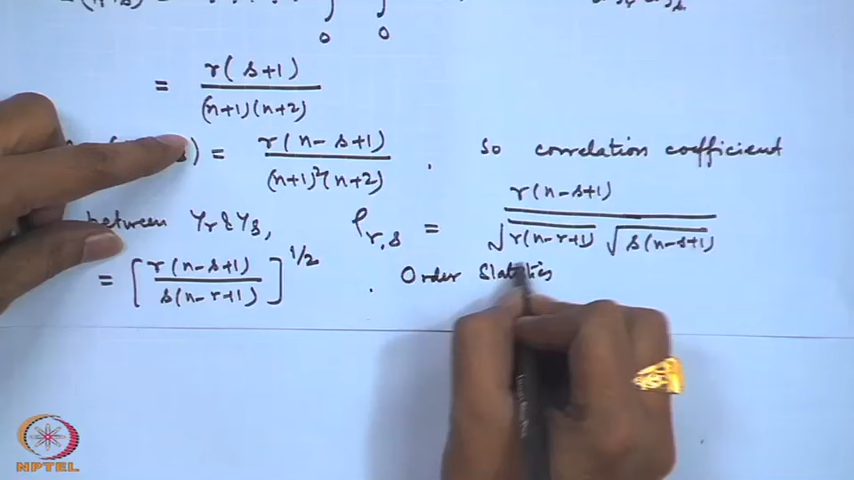 = r(s+1) / (n+1)(n+2)
) = r(n-s+1) / (n+1)²(n+2) . So correlation coefficient
between Yr & Ys, ρr,s = r(n-s+1) / √r(n-r+1) √s(n-s+1)
= [r(n-s+1) / s(n-r+1)]^1/2 . Order Statistics
NPTEL